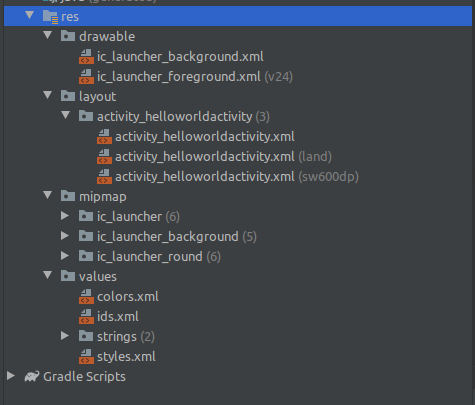 res
drawable
ic_launcher_background.xml
ic_launcher_foreground.xml (v24)
layout
activity_helloworldactivity (3)
activity_helloworldactivity.xml
activity_helloworldactivity.xml (land)
activity_helloworldactivity.xml (sw600dp)
mipmap
ic_launcher (6)
ic_launcher_background (5)
ic_launcher_round (6)
values
colors.xml
ids.xml
strings (2)
styles.xml
Gradle Scripts